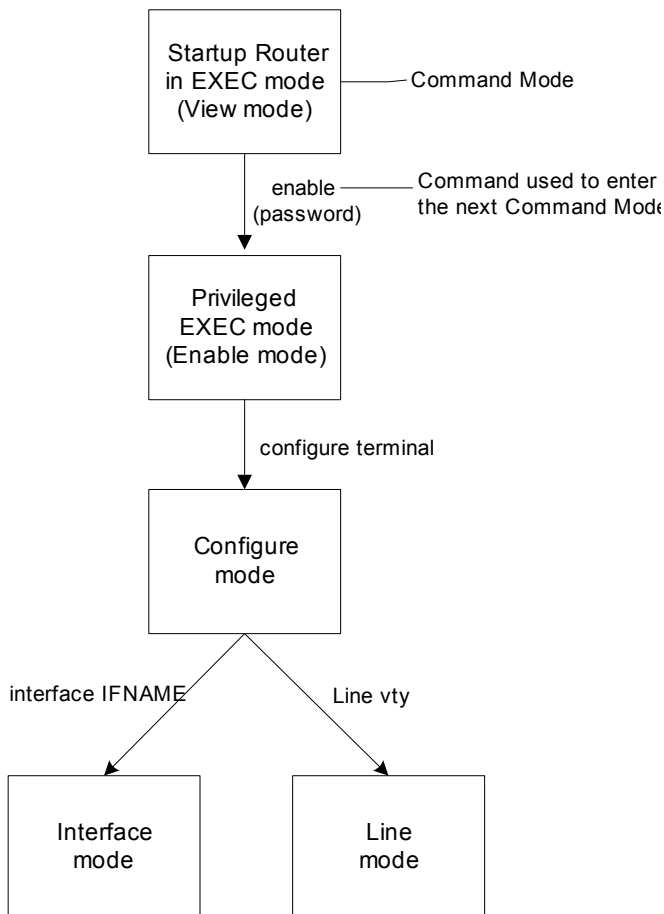 Startup Router
in EXEC mode
(View mode)
Command Mode
enable
(password)
Command used to enter
the next Command Mode
Privileged
EXEC mode
(Enable mode)
configure terminal
Configure
mode
interface IFNAME
Line vty
Interface
mode
Line
mode